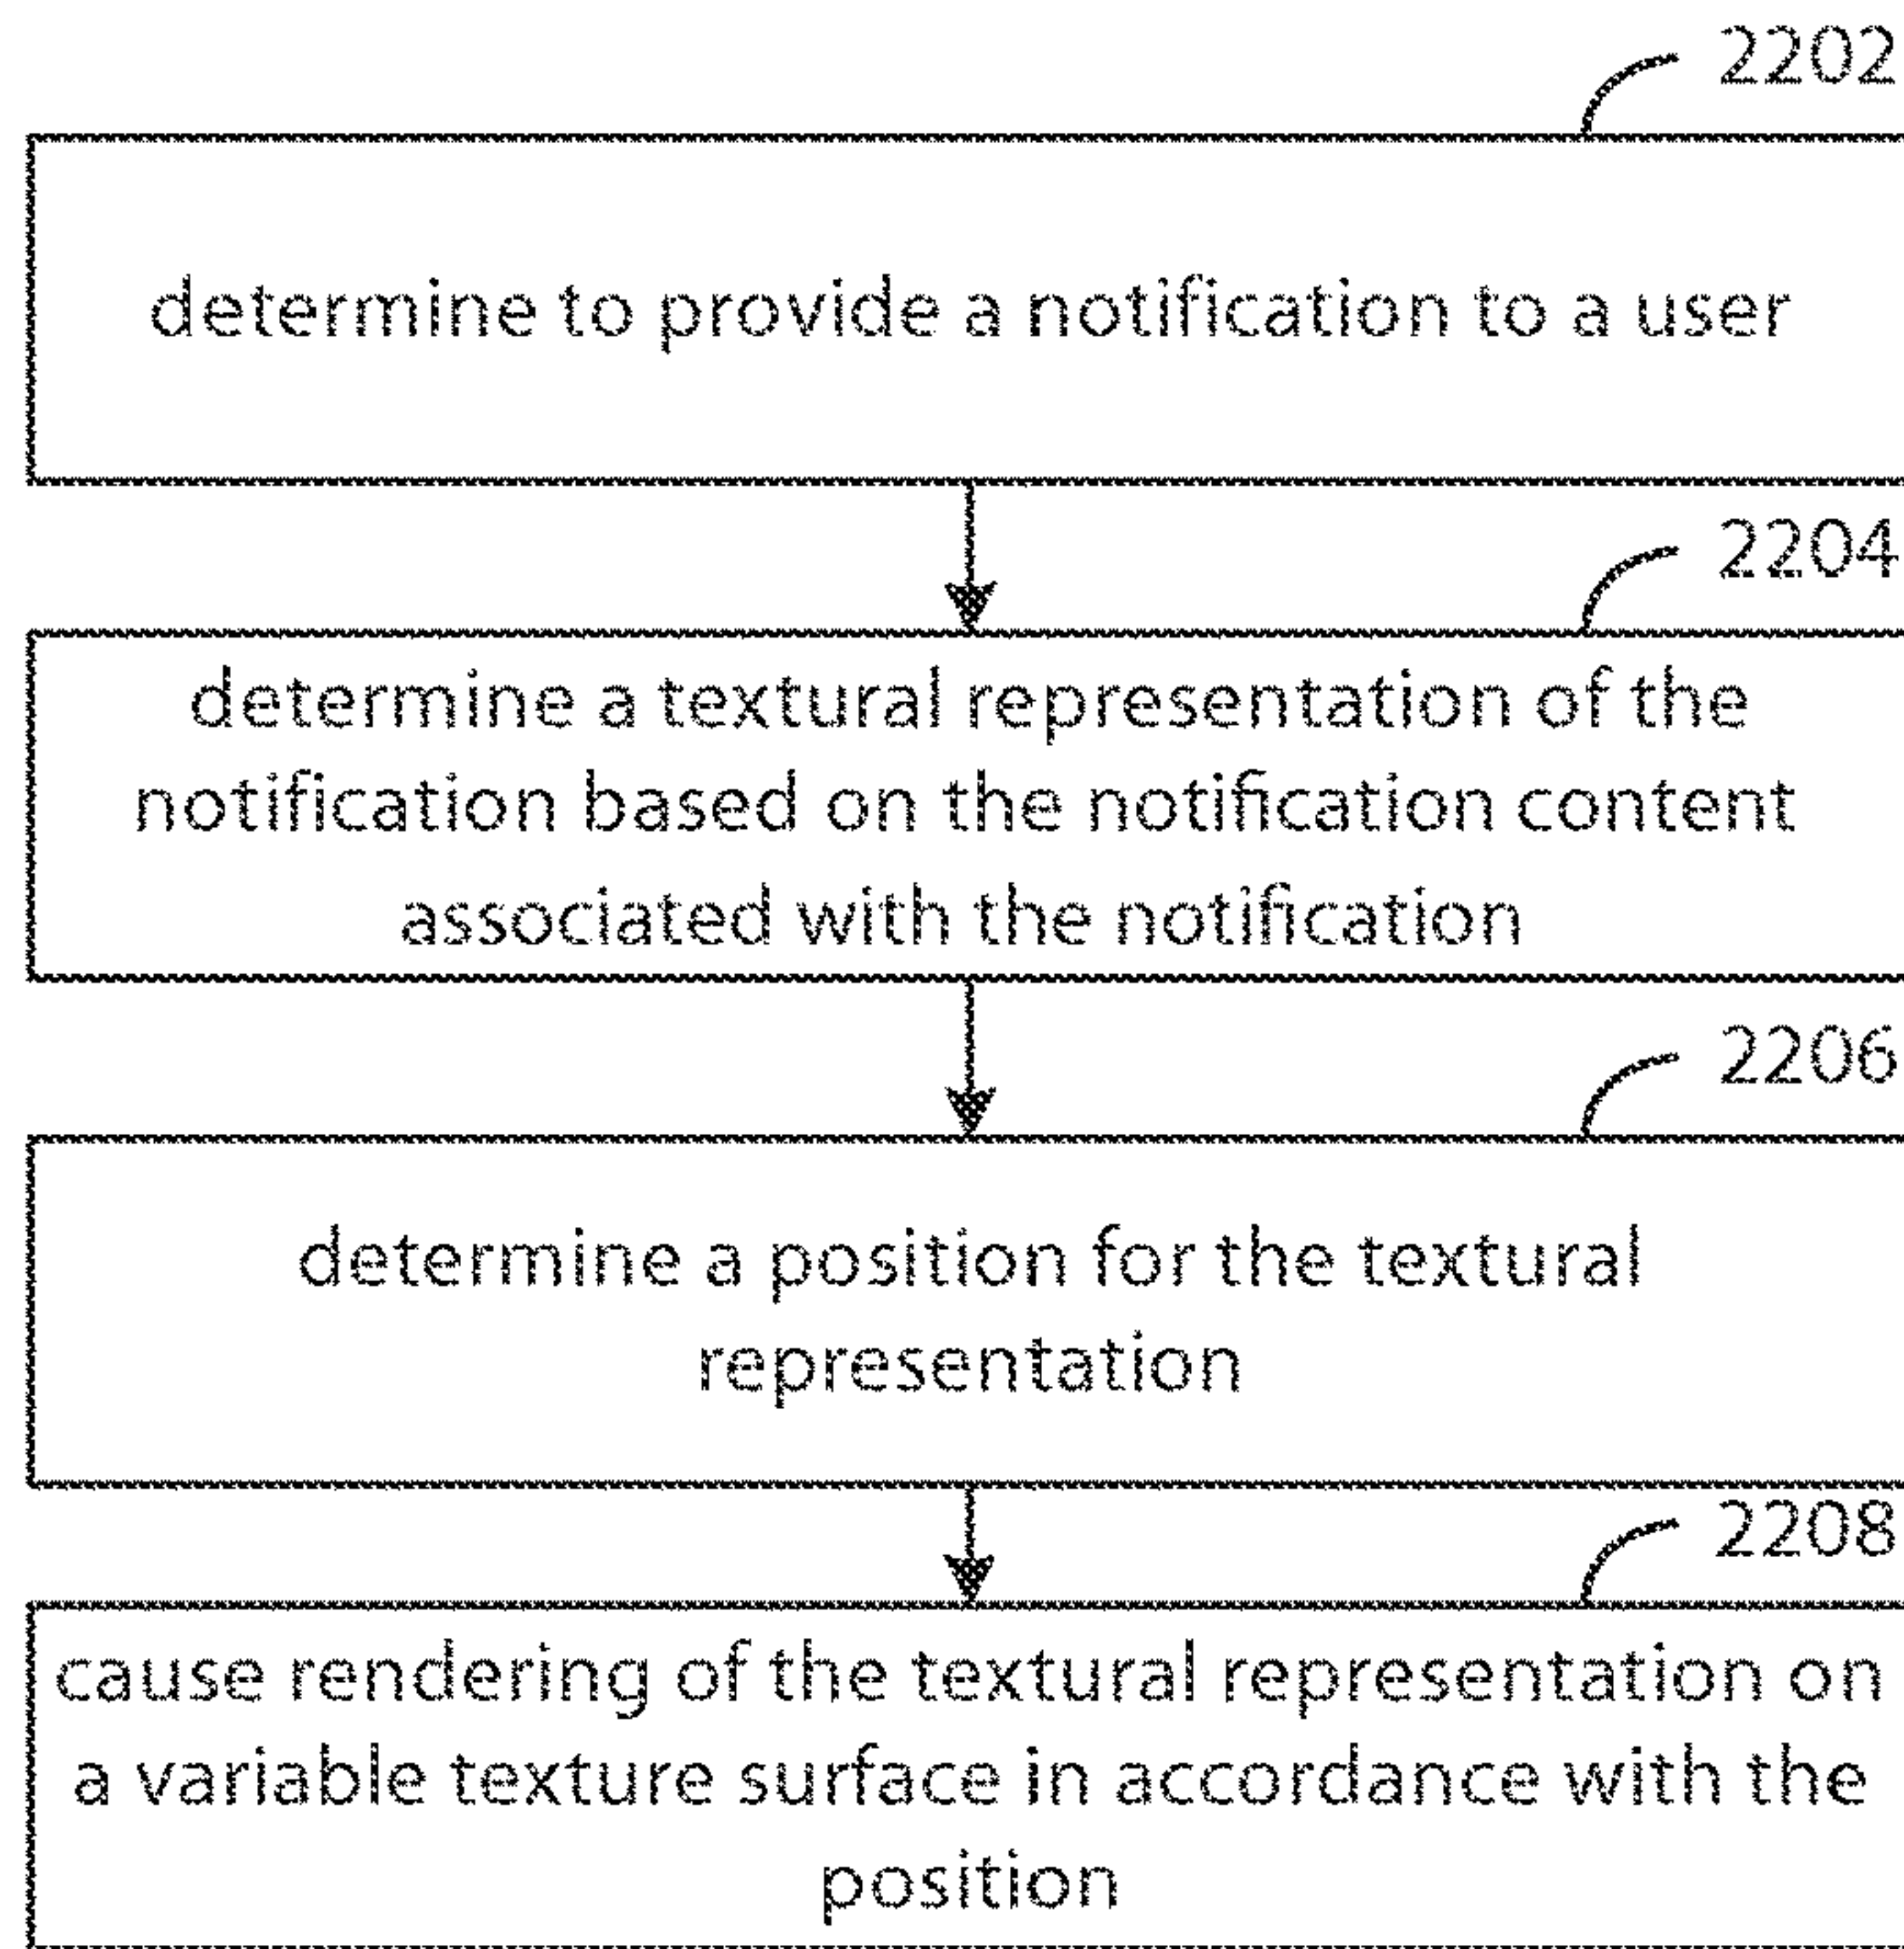 2202
determine to provide a notification to a user
2204
determine a textural representation of the
notification based on the notification content
associated with the notification
2206
determine a position for the textural
representation
2208
cause rendering of the textural representation on
a variable texture surface in accordance with the
position